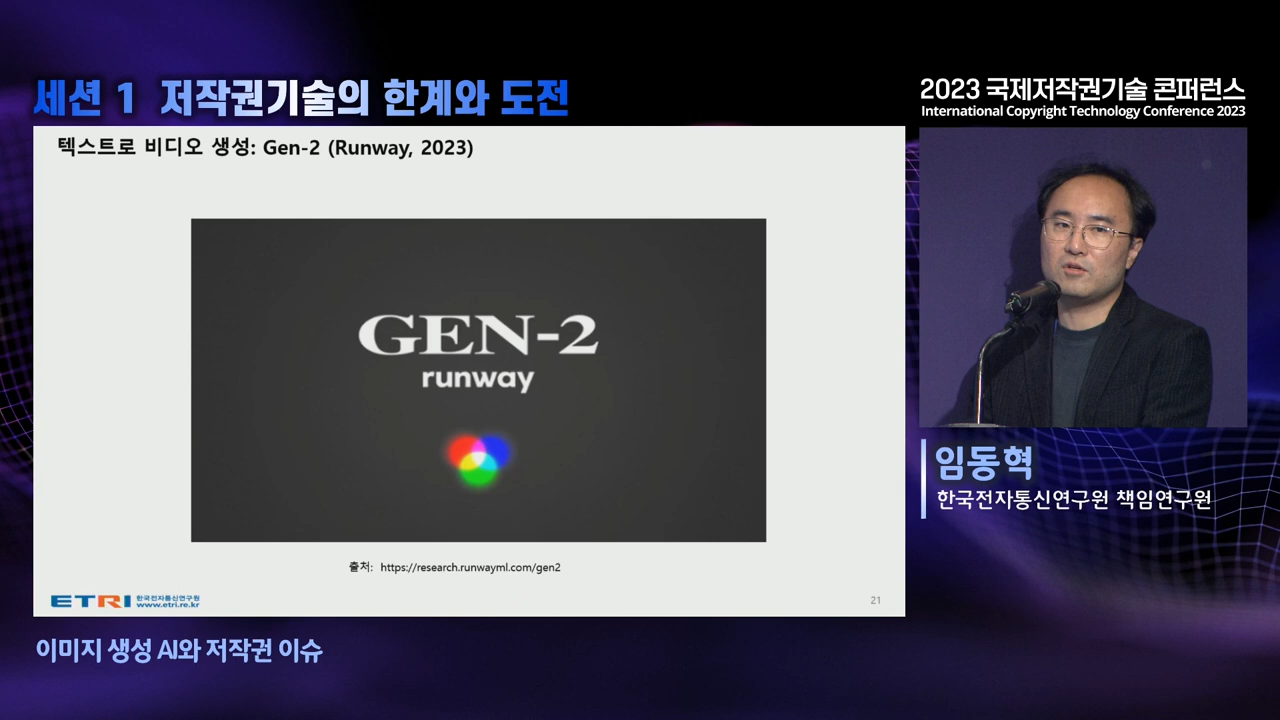 세션 1 저작권기술의 한계와 도전
2023 국제저작권기술 콘퍼런스
International Copyright Technology Conference 2023
텍스트로 비디오 생성: Gen-2 (Runway, 2023)
GEN-2
runway
출처: https://research.runwayml.com/gen2
ETRI 한국전자통신연구원
www.etri.re.kr
21
임동혁
한국전자통신연구원 책임연구원
이미지 생성 AI와 저작권 이슈